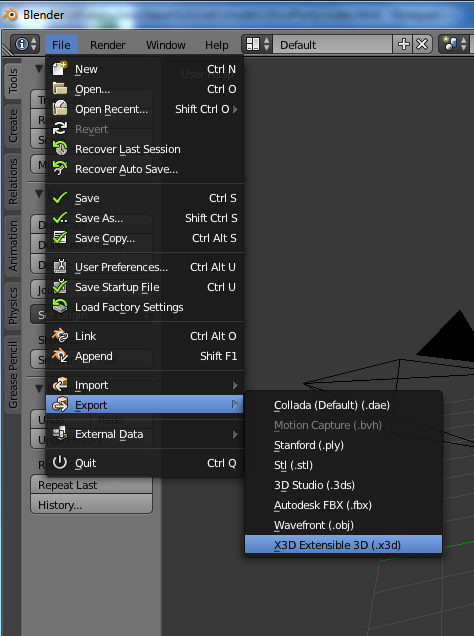 Blender
File Render Window Help Default
New Ctrl N
Open... Ctrl O
Open Recent... Shift Ctrl O
Revert
Recover Last Session
Recover Auto Save...
Save Ctrl S
Save As... Shift Ctrl S
Save Copy... Ctrl Alt S
User Preferences... Ctrl Alt U
Save Startup File Ctrl U
Load Factory Settings
Link Ctrl Alt O
Append Shift F1
Import
Export
External Data
Quit Ctrl Q
Collada (Default) (.dae)
Motion Capture (.bvh)
Stanford (.ply)
Stl (.stl)
3D Studio (.3ds)
Autodesk FBX (.fbx)
Wavefront (.obj)
X3D Extensible 3D (.x3d)
Tools
Create
Relations
Animation
Physics
Grease Pencil
Repeat Last
History...